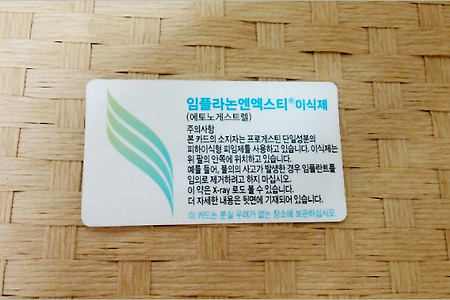 임플라논엔엑스티®이식제
(에토노게스트렐)
주의사항
본 카드의 소지자는 프로게스틴 단일성분의
피하이식형 피임제를 사용하고 있습니다. 이식제는
위 팔의 안쪽에 위치하고 있습니다.
예를 들어, 불의의 사고가 발생한 경우 임플란트를
임의로 제거하려고 하지 마십시오.
이 약은 X-ray 로도 볼 수 있습니다.
더 자세한 내용은 뒷면에 기재되어 있습니다.
이 카드는 분실 우려가 없는 장소에 보관하십시오.